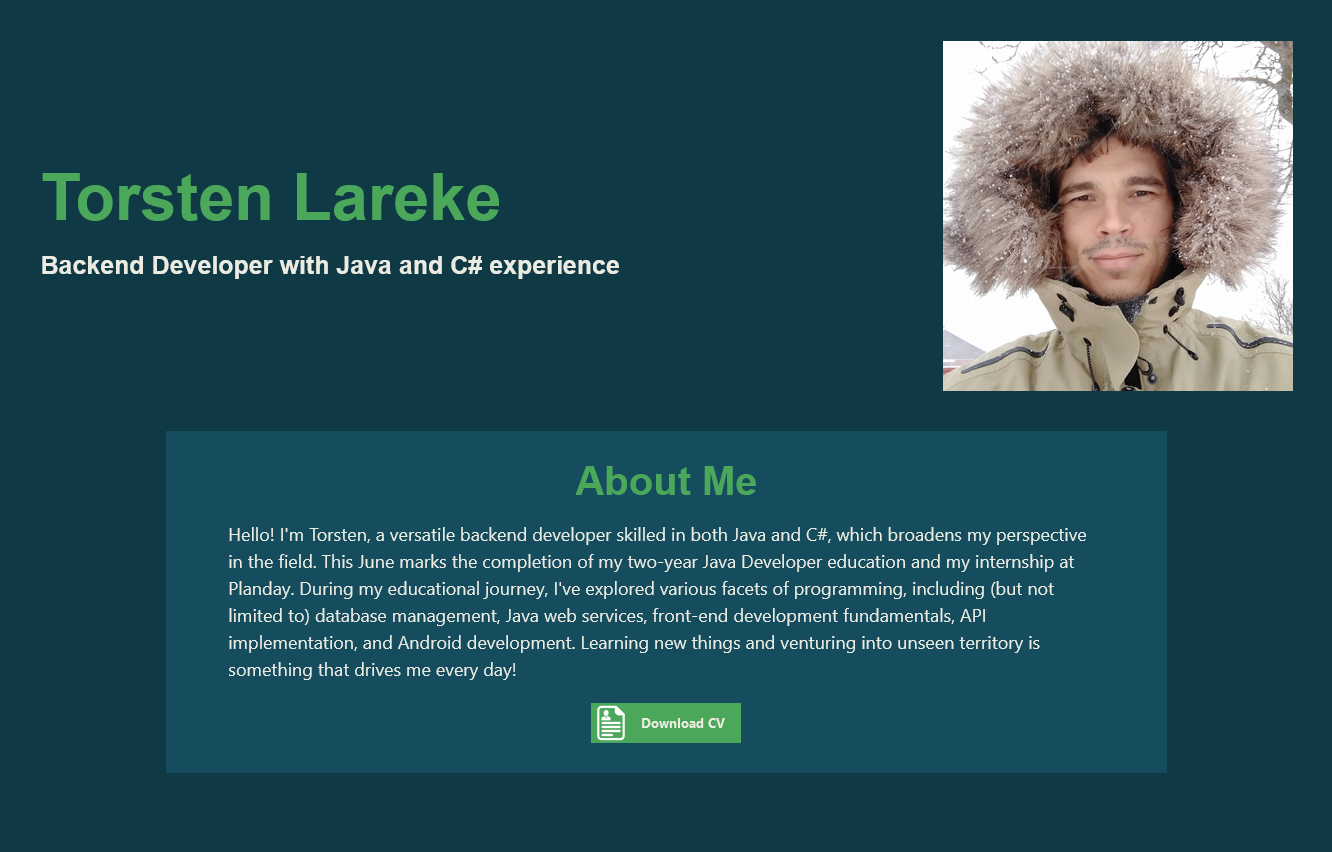 Torsten Lareke
Backend Developer with Java and C# experience
About Me
Hello! I'm Torsten, a versatile backend developer skilled in both Java and C#, which broadens my perspective
in the field. This June marks the completion of my two-year Java Developer education and my internship at
Planday. During my educational journey, I've explored various facets of programming, including (but not
limited to) database management, Java web services, front-end development fundamentals, API
implementation, and Android development. Learning new things and venturing into unseen territory is
something that drives me every day!
Download CV